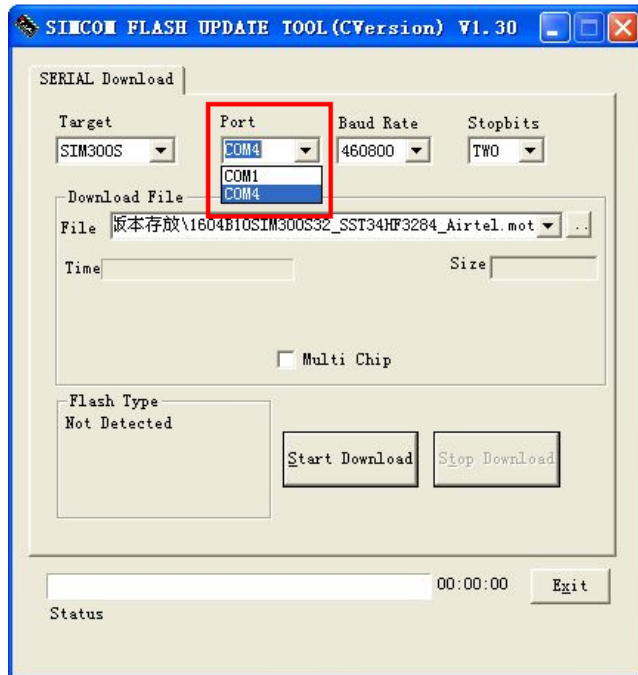 SIMCOM FLASH UPDATE TOOL(CVersion) V1.30
SERIAL Download
Target Port Baud Rate Stopbits
SIM300S COM4 460800 TWO
COM1
COM4
Download File
File 版本存放\1604B10SIM300S32_SST34HF3284_Airtel.mot ..
Time Size
Multi Chip
Flash Type
Not Detected
Start Download Stop Download
00:00:00 Exit
Status